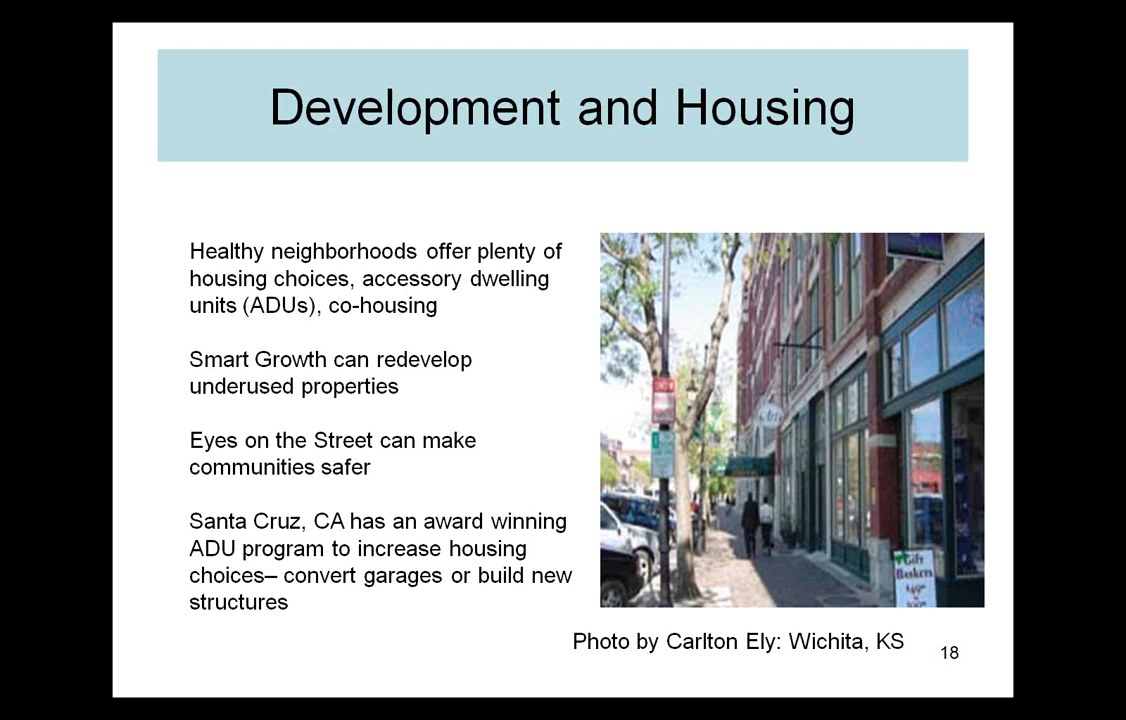 Development and Housing
Healthy neighborhoods offer plenty of
housing choices, accessory dwelling
units (ADUs), co-housing
Smart Growth can redevelop
underused properties
Eyes on the Street can make
communities safer
Santa Cruz, CA has an award winning
ADU program to increase housing
choices– convert garages or build new
structures
Gift
Baskets
Photo by Carlton Ely: Wichita, KS
18